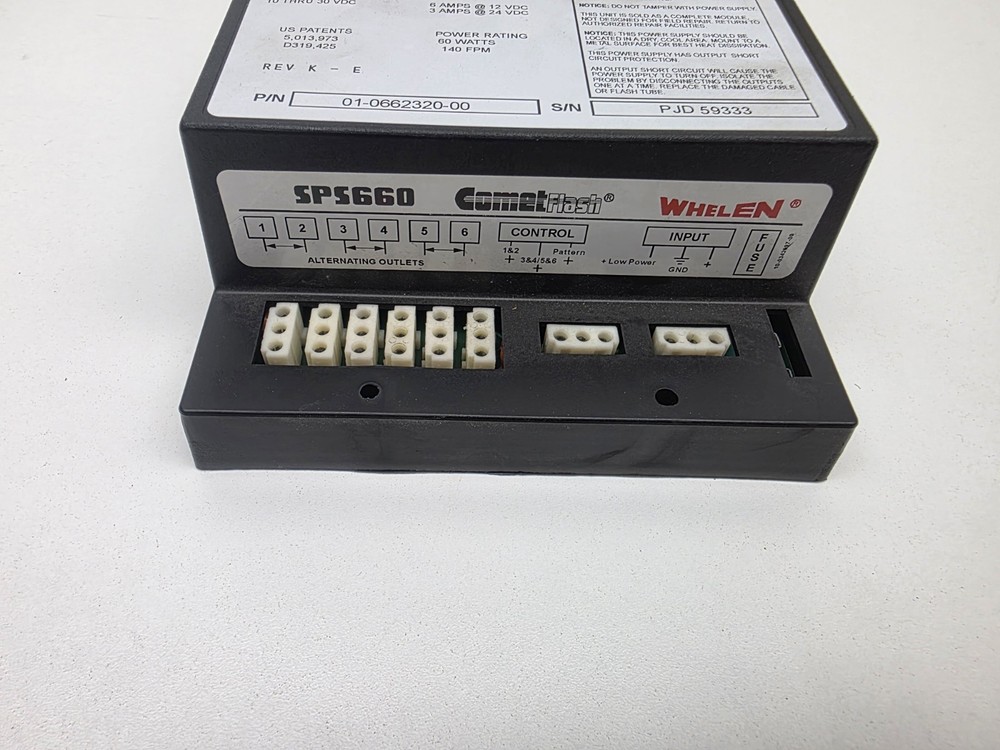 10 THRU 30 VDC
6 AMPS @ 12 VDC
3 AMPS @ 24 VDC
US PATENTS
5,013,973
D319,425
POWER RATING
60 WATTS
140 FPM
REV K - E
NOTICE: DO NOT TAMPER WITH POWER SUPPLY.
THIS UNIT IS SOLD AS A COMPLETE MODULE,
NOT DESIGNED FOR FIELD REPAIR. RETURN TO
AUTHORIZED REPAIR FACILITIES.
NOTICE: THIS POWER SUPPLY SHOULD BE
LOCATED IN A DRY, COOL AREA. MOUNT TO A
METAL SURFACE FOR BEST HEAT DISSIPATION.
THIS POWER SUPPLY HAS OUTPUT SHORT
CIRCUIT PROTECTION.
AN OUTPUT SHORT CIRCUIT WILL CAUSE THE
POWER SUPPLY TO TURN OFF. ISOLATE THE
PROBLEM BY DISCONNECTING THE OUTPUTS
ONE AT A TIME. REPLACE THE DAMAGED CABLE
OR FLASH TUBE.
P/N 01-0662320-00 S/N PJD 59333
SPS660 CometFlash® WHELEN®
1 2 3 4 5 6
ALTERNATING OUTLETS
CONTROL
1&2 Pattern
+ 3&4/5&6 +
+
INPUT
+ Low Power +
GND
FUSE